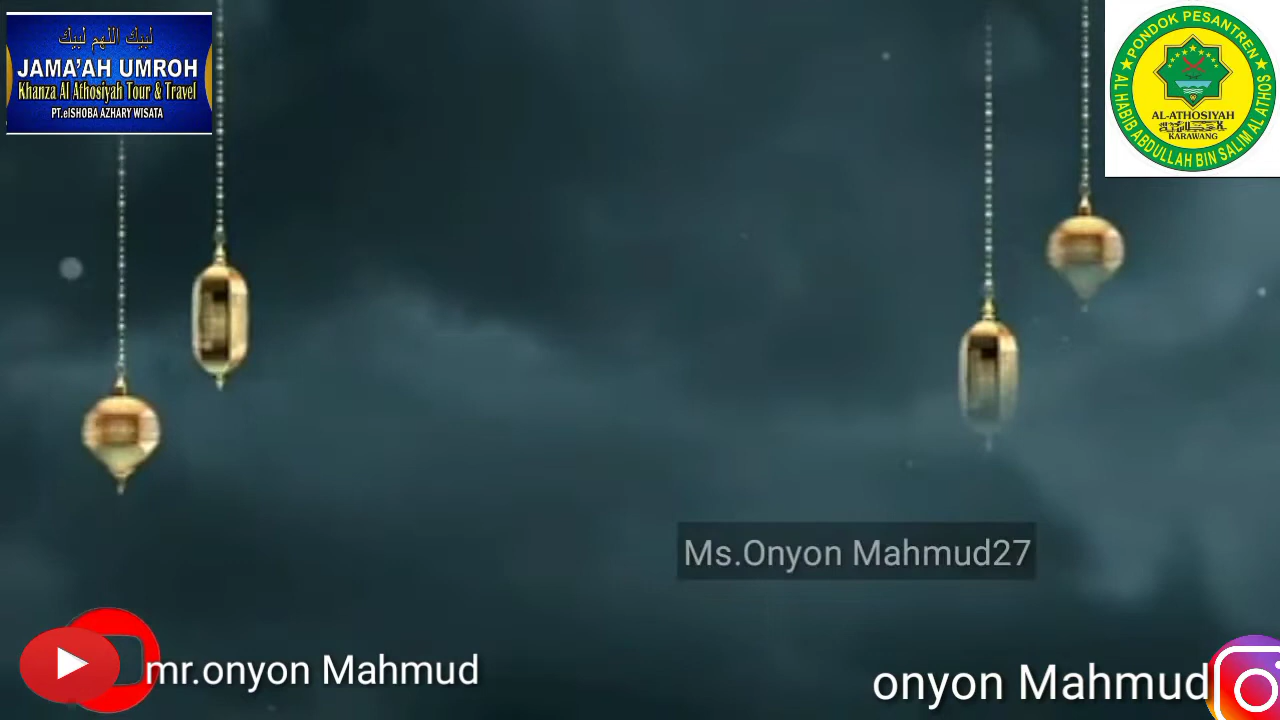 لبيك اللهم لبيك
JAMA'AH UMROH
Khanza Al Athosiyah Tour & Travel
PT.elSHOBA AZHARY WISATA
PONDOK PESANTREN
AL-ATHOSIYAH
KARAWANG
AL HABIB ABDULLAH BIN SALIM AL ATHOS
Ms.Onyon Mahmud27
mr.onyon Mahmud
onyon Mahmud